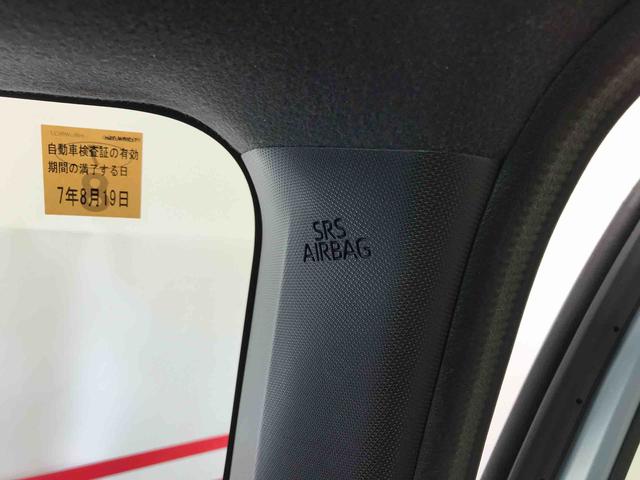 自動車検査証の有効
期間の満了する日
7年8月19日
SRS
AIRBAG